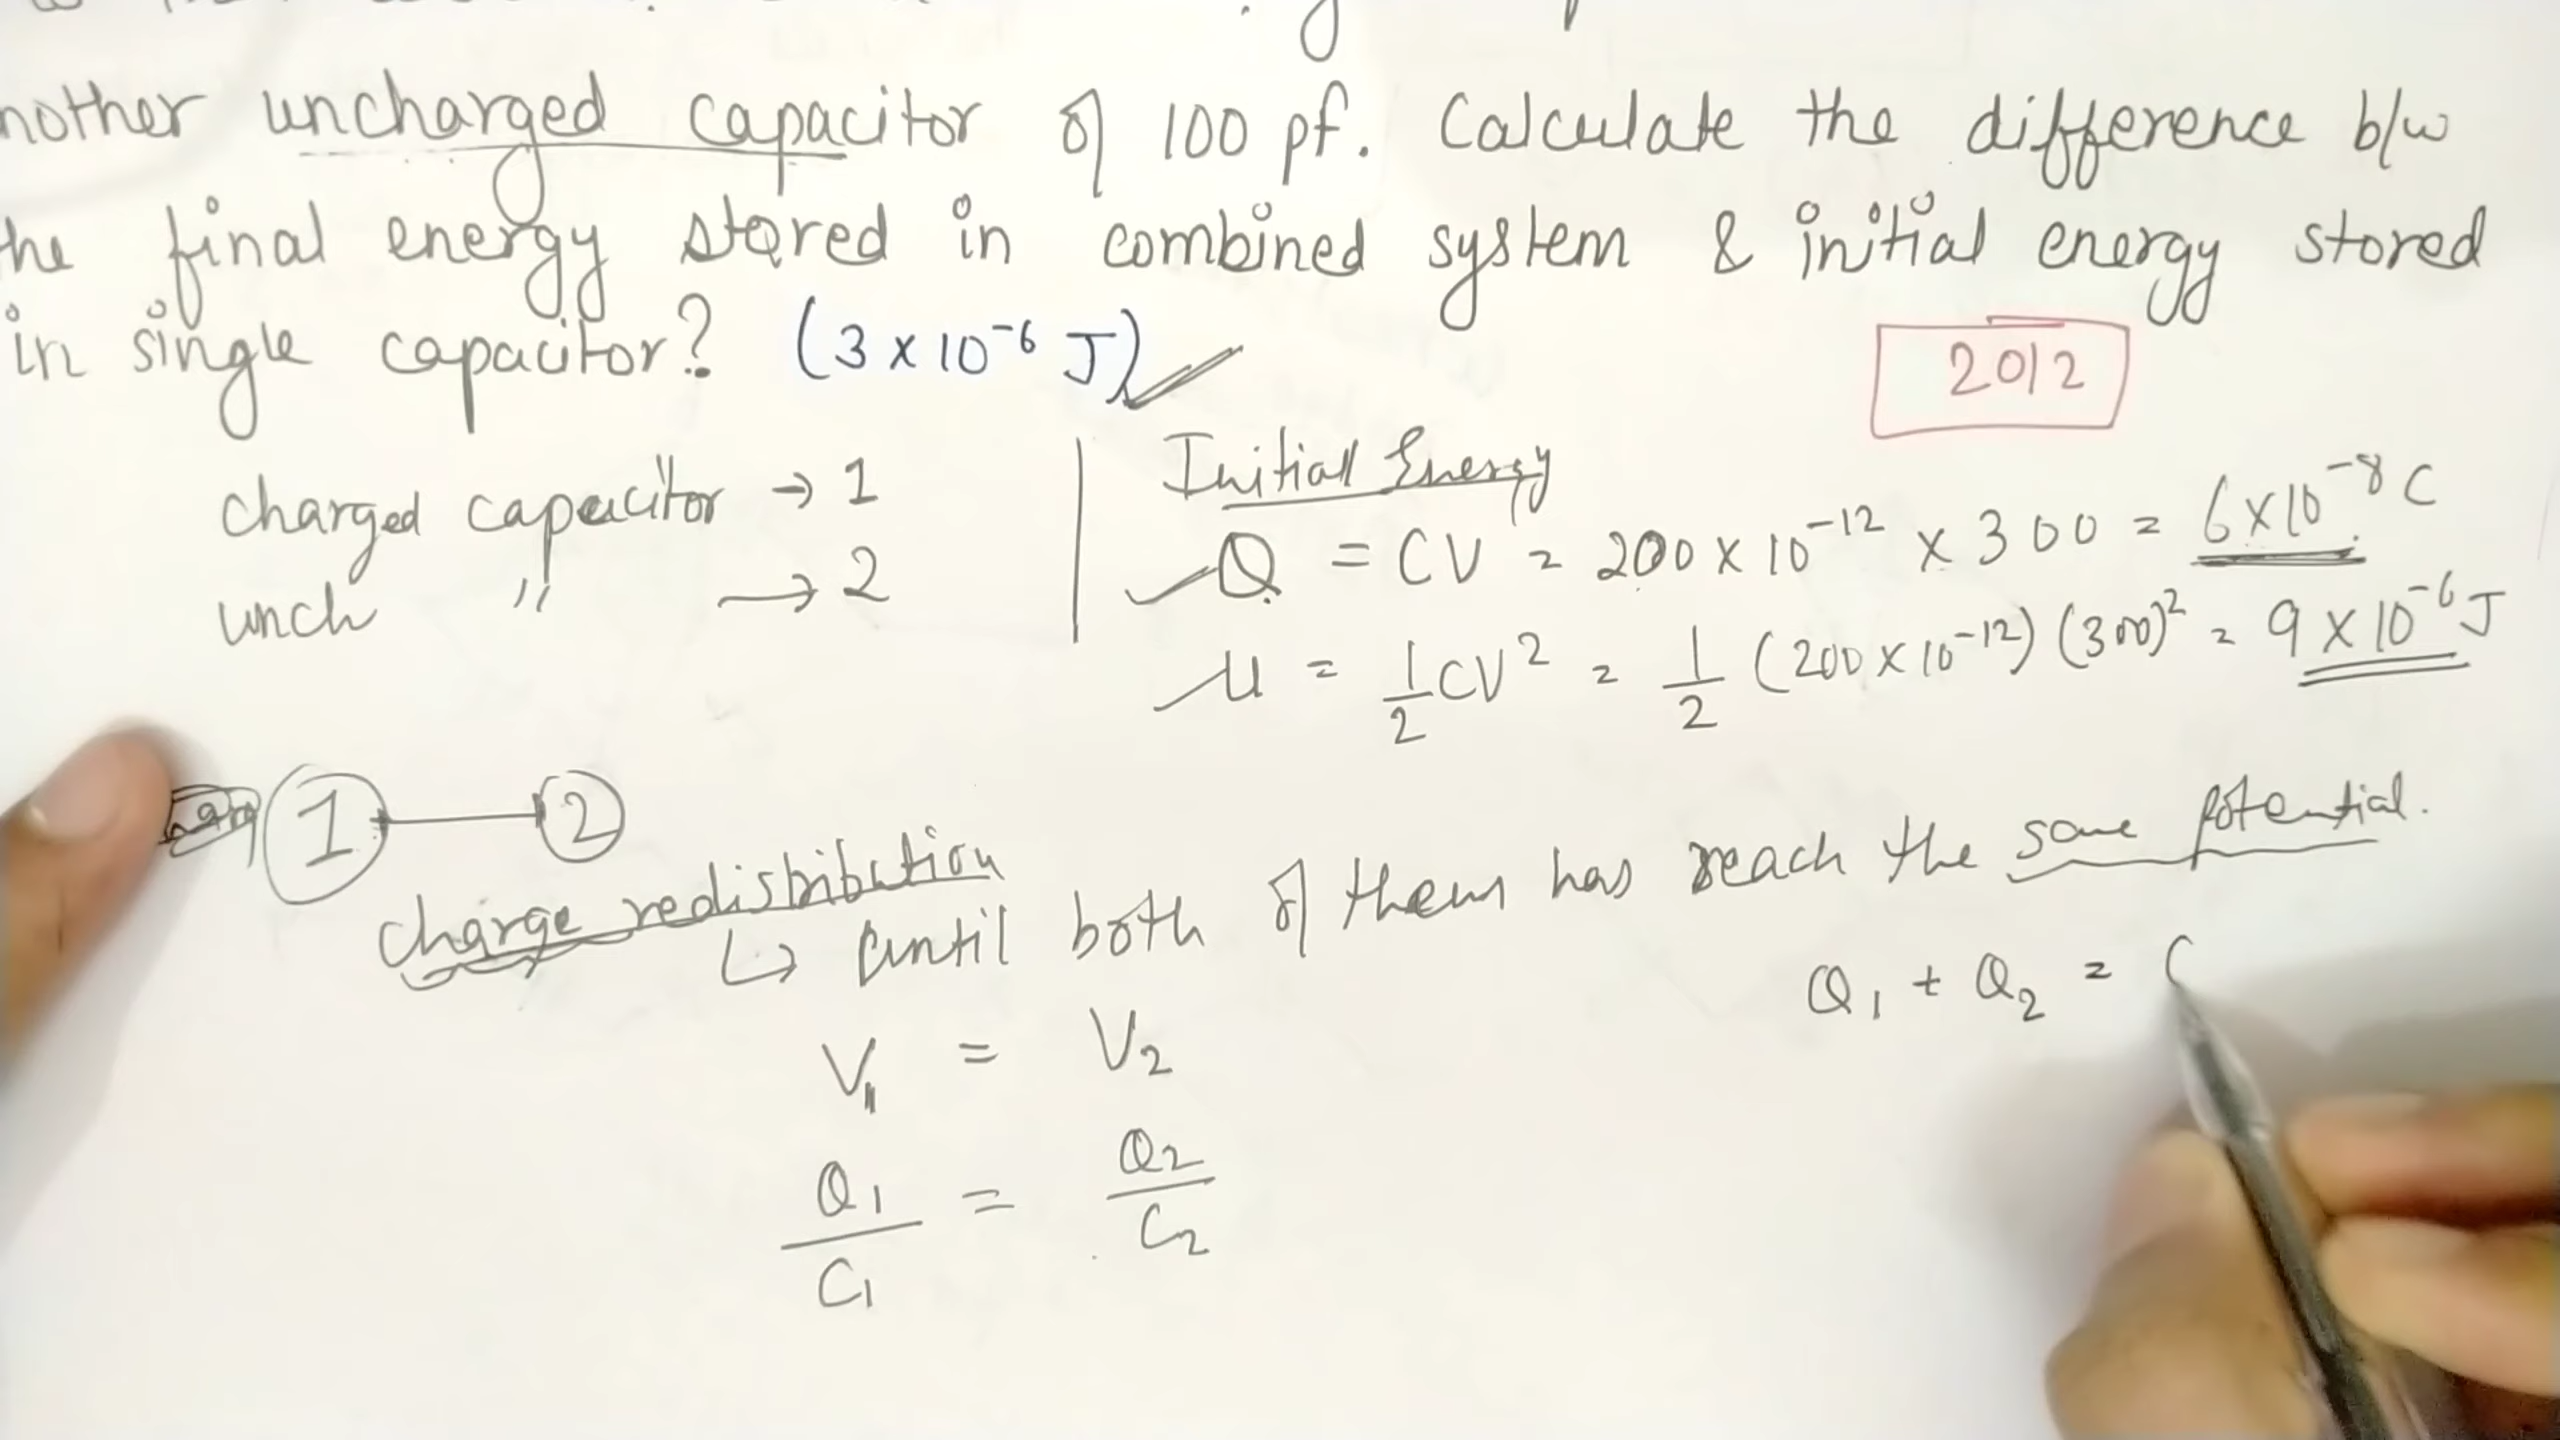 nother uncharged capacitor of 100 pf. Calculate the difference b/w
he final energy stored in combined system & initial energy stored
in single capacitor? (3 x 10⁻⁶ J)
2012
charged capacitor → 1
unch " → 2
Initial Energy
Q = CV = 200 x 10⁻¹² x 300 = 6x10⁻⁸ C
U = 1/2 CV² = 1/2 (200 x 10⁻¹²) (300)² = 9 x 10⁻⁶ J
1 2
charge redistribution
↳ until both of them has reach the same potential.
Q₁ + Q₂ =
V₁ = V₂
Q₁/C₁ = Q₂/C₂